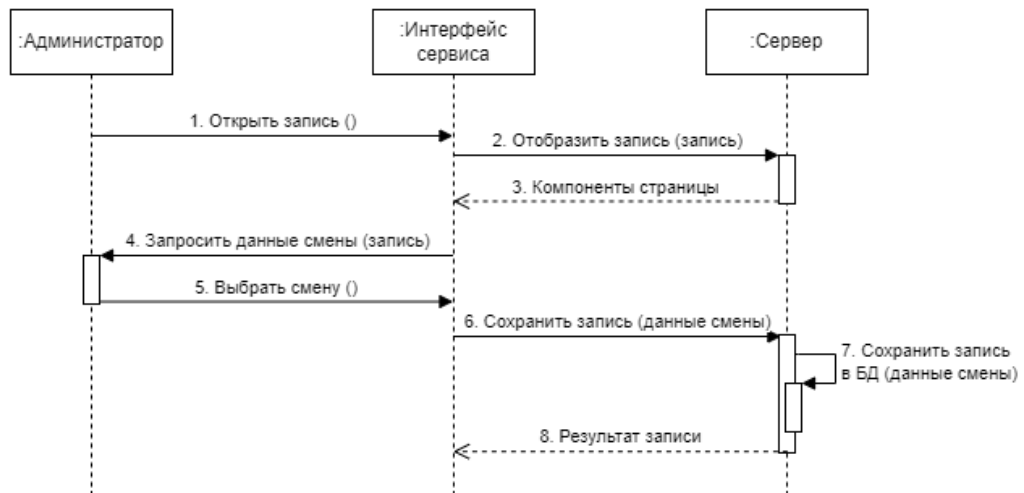 :Администратор
:Интерфейс
сервиса
:Сервер
1. Открыть запись ()
2. Отобразить запись (запись)
3. Компоненты страницы
4. Запросить данные смены (запись)
5. Выбрать смену ()
6. Сохранить запись (данные смены)
7. Сохранить запись
в БД (данные смены)
8. Результат записи